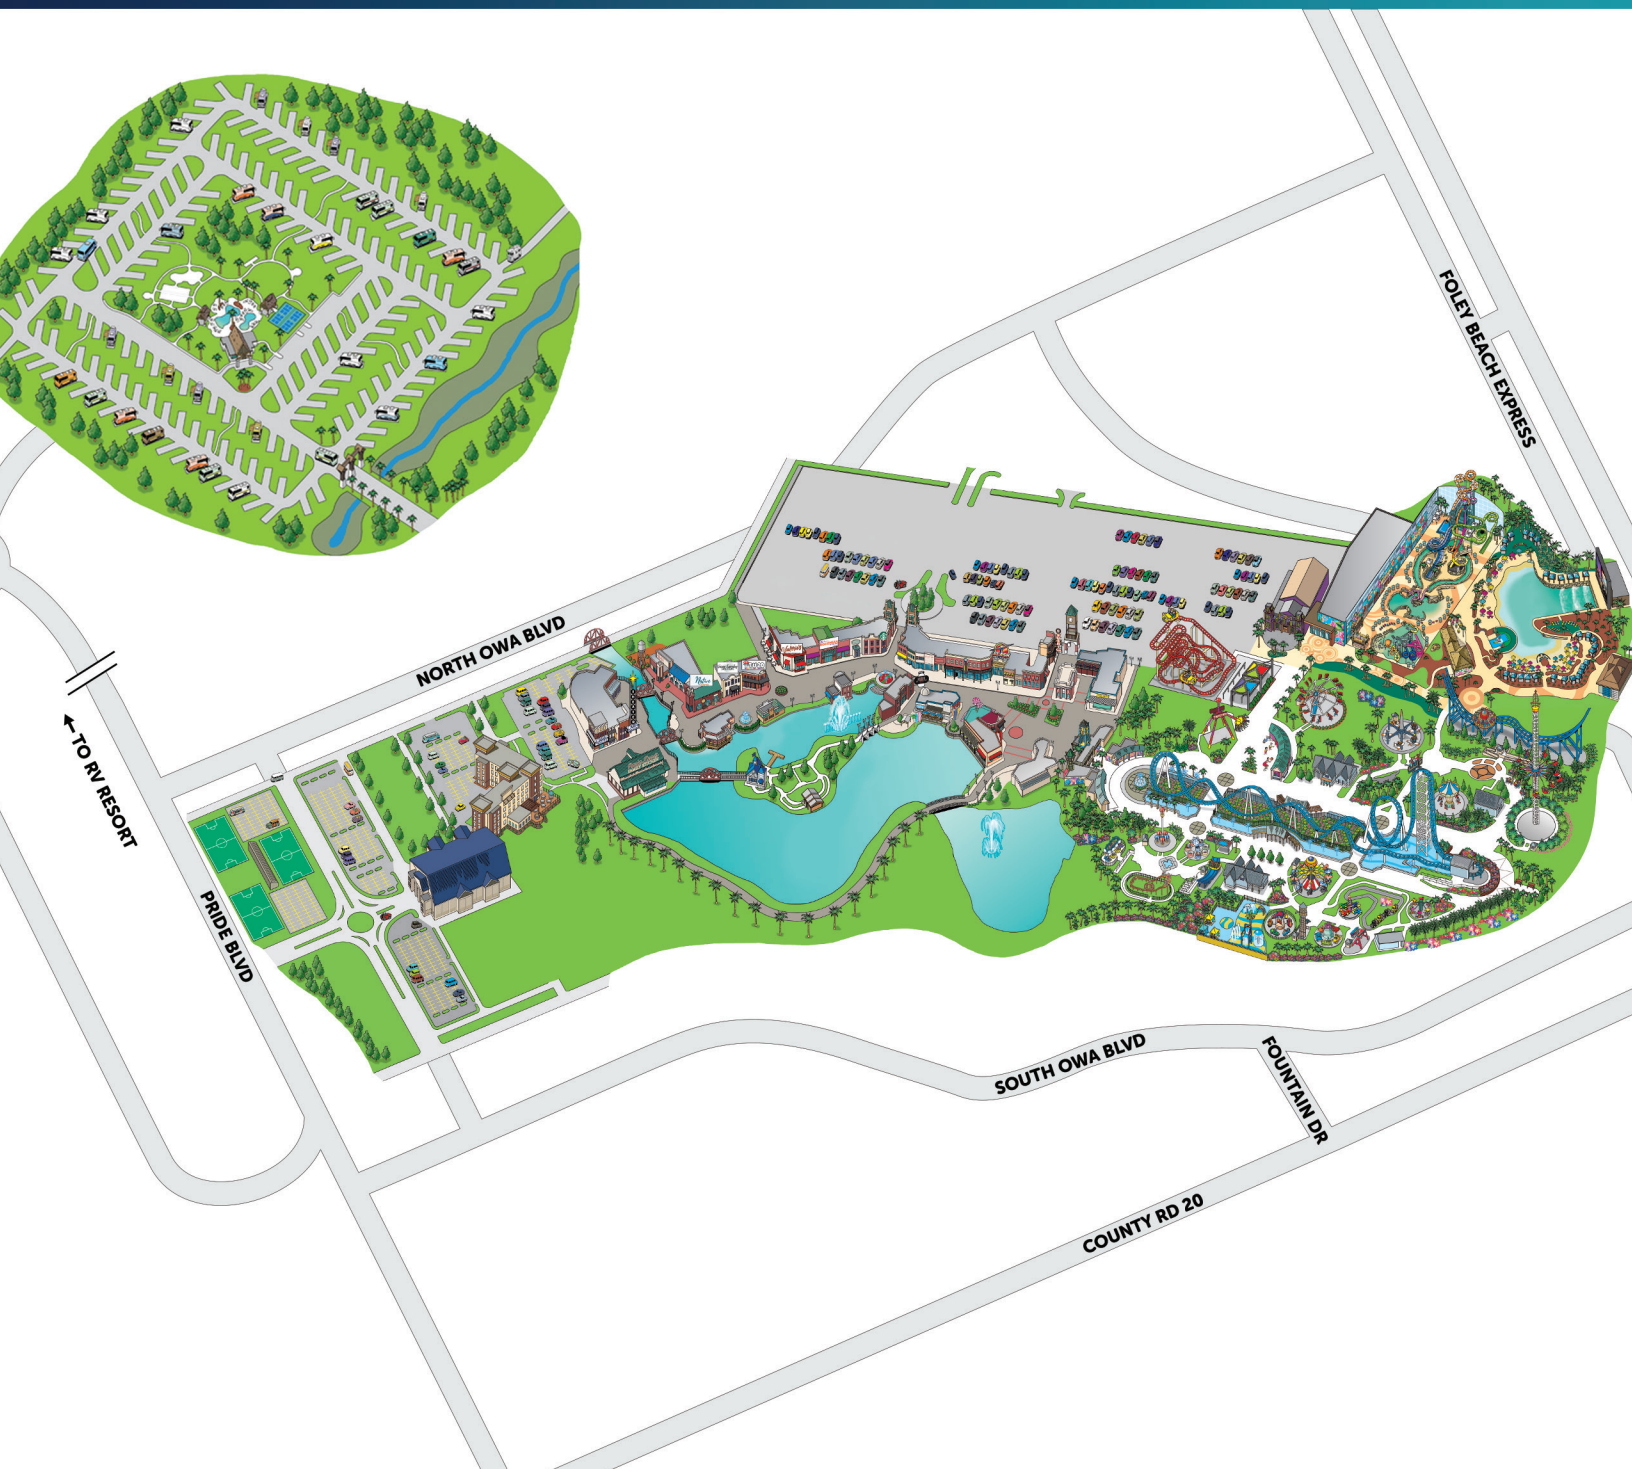 FOLEY BEACH EXPRESS
NORTH OWA BLVD
TO RV RESORT
PRIDE BLVD
SOUTH OWA BLVD
FOUNTAIN DR
COUNTY RD 20